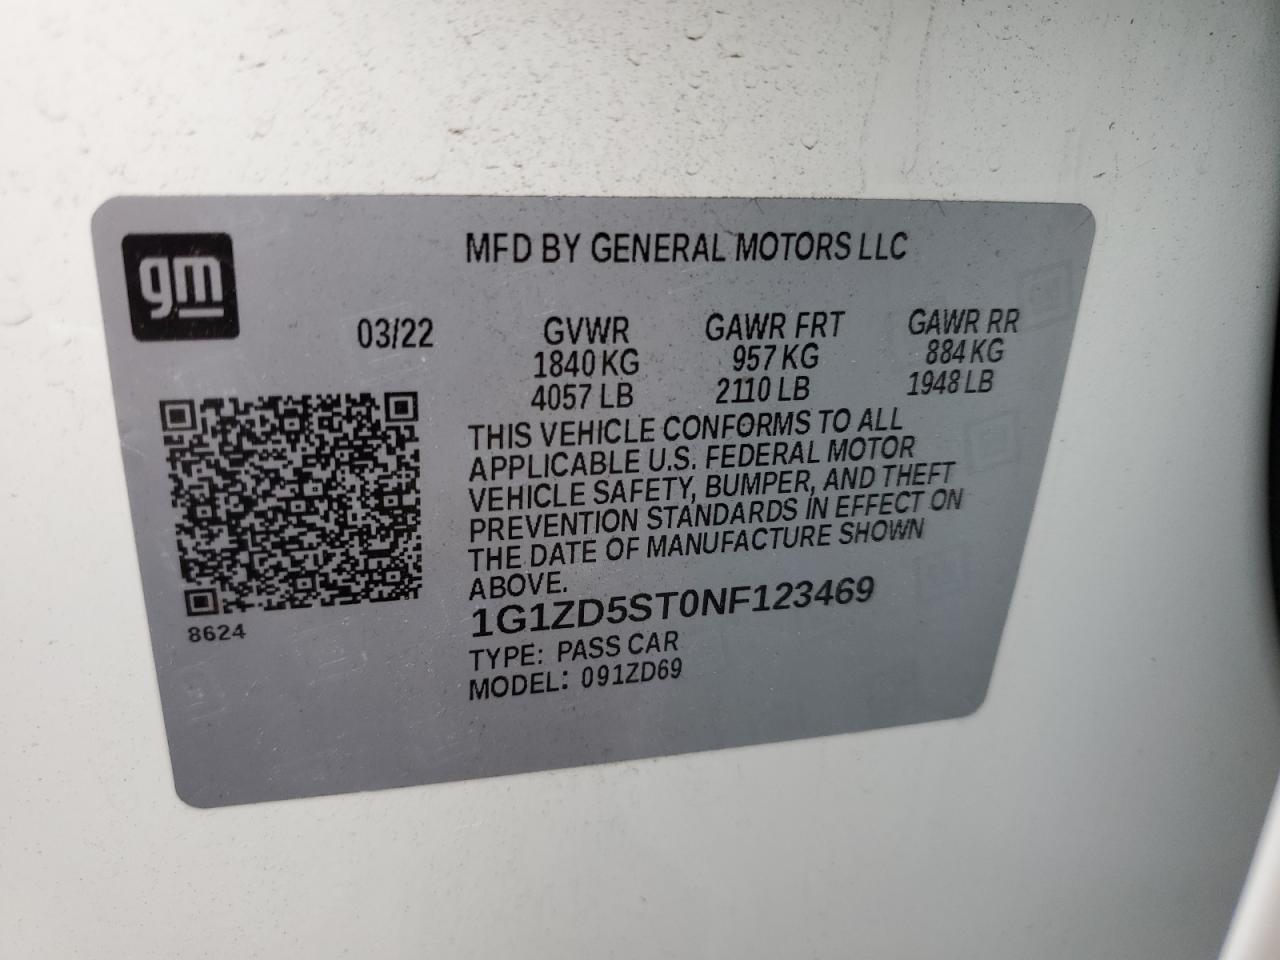 gm
MFD BY GENERAL MOTORS LLC
03/22 GVWR GAWR FRT GAWR RR
1840 KG 957 KG 884 KG
4057 LB 2110 LB 1948 LB
THIS VEHICLE CONFORMS TO ALL
APPLICABLE U.S. FEDERAL MOTOR
VEHICLE SAFETY, BUMPER, AND THEFT
PREVENTION STANDARDS IN EFFECT ON
THE DATE OF MANUFACTURE SHOWN
ABOVE.
1G1ZD5ST0NF123469
8624
TYPE: PASS CAR
MODEL: 091ZD69